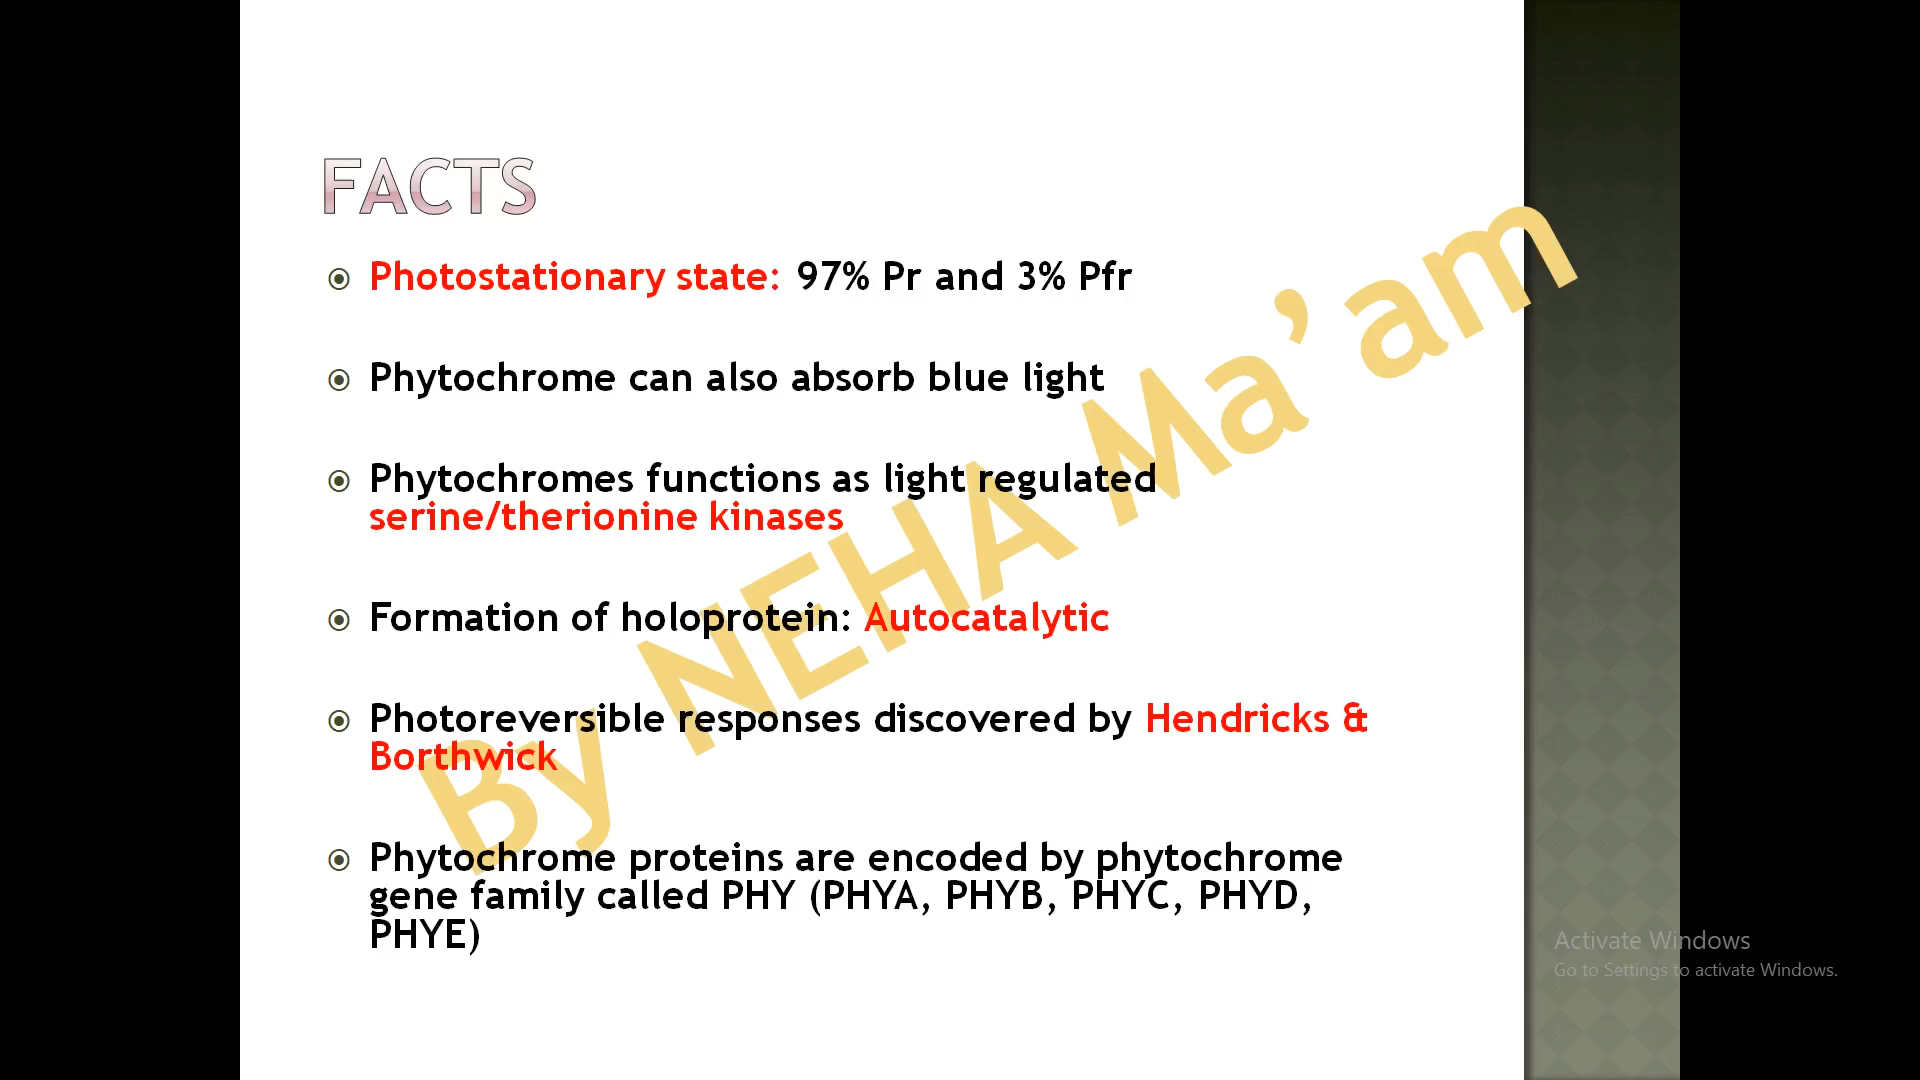 FACTS
Photostationary state: 97% Pr and 3% Pfr
Phytochrome can also absorb blue light
Phytochromes functions as light regulated
serine/therionine kinases
Formation of holoprotein: Autocatalytic
Photoreversible responses discovered by Hendricks &
Borthwick
Phytochrome proteins are encoded by phytochrome
gene family called PHY (PHYA, PHYB, PHYC, PHYD,
PHYE)
By NEHA Ma’am
Activate Windows
Go to Settings to activate Windows.